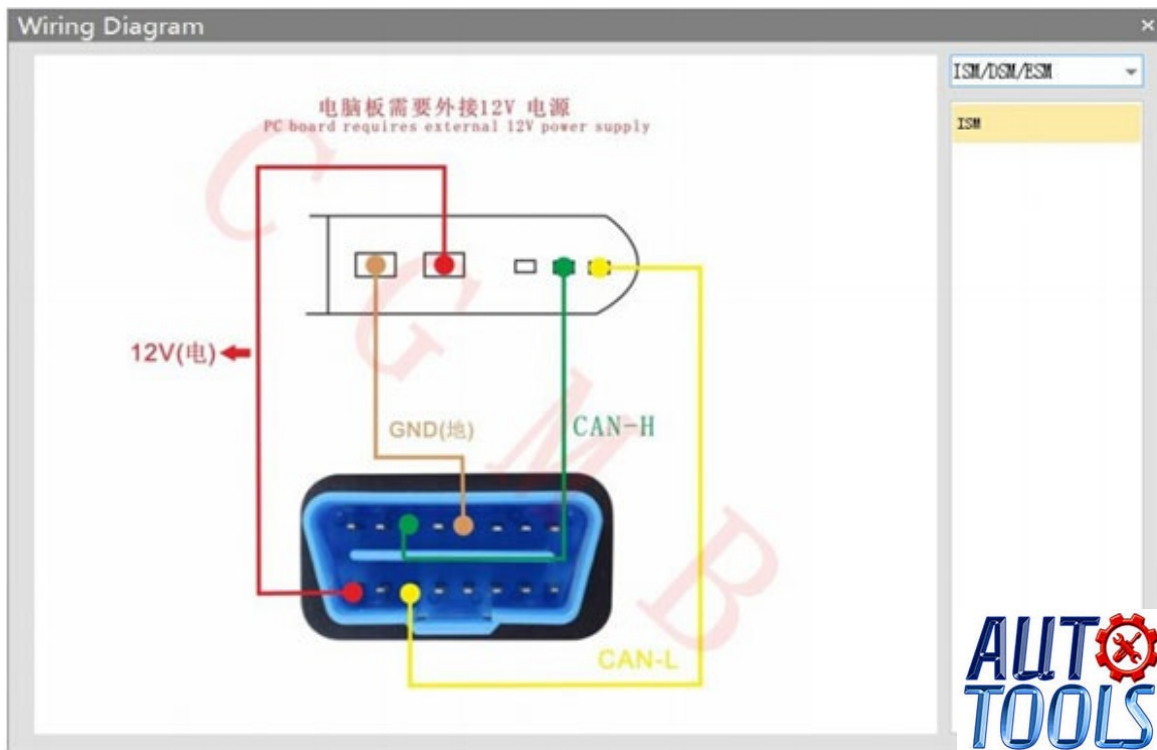 Wiring Diagram
×
ISM/DSM/ESM
ISM
电脑板需要外接12V 电源
PC board requires external 12V power supply
12V(电)
GND(地)
CAN-H
CAN-L
C G M B
AUTO
TOOLS